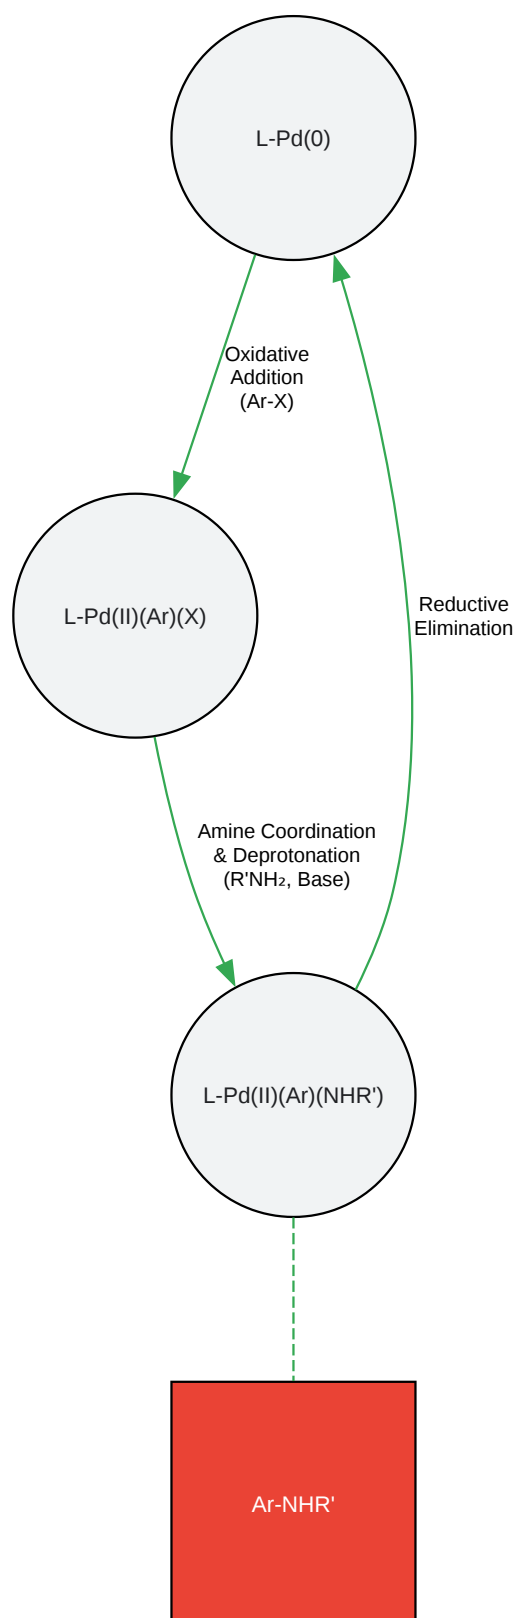 L-Pd(0)
Oxidative
Addition
(Ar-X)
Reductive
Elimination
L-Pd(II)(Ar)(X)
Amine Coordination
& Deprotonation
(R'NH₂, Base)
L-Pd(II)(Ar)(NHR')
Ar-NHR'